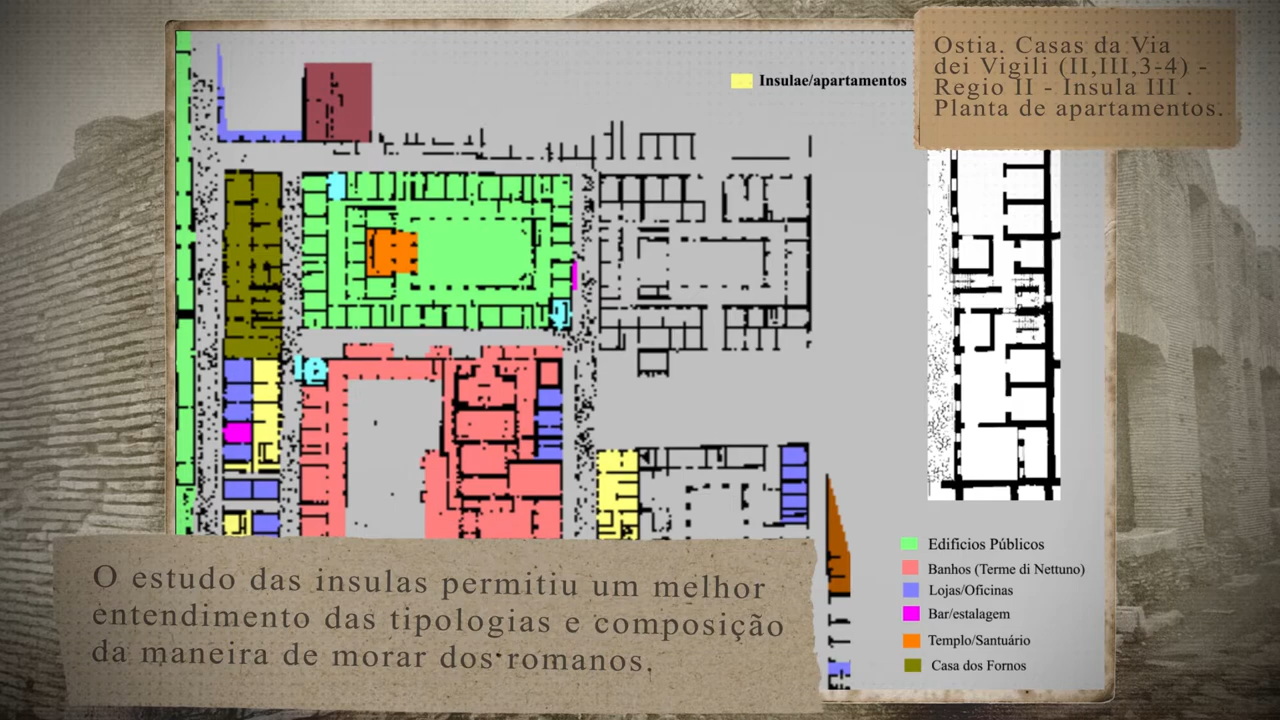 Ostia. Casas da Via
dei Vigili (II,III,3-4) -
Regio II - Insula III .
Planta de apartamentos.
Insulae/apartamentos
Edifícios Públicos
Banhos (Terme di Nettuno)
Lojas/Oficinas
Bar/estalagem
Templo/Santuário
Casa dos Fornos
O estudo das insulas permitiu um melhor
entendimento das tipologias e composição
da maneira de morar dos romanos.